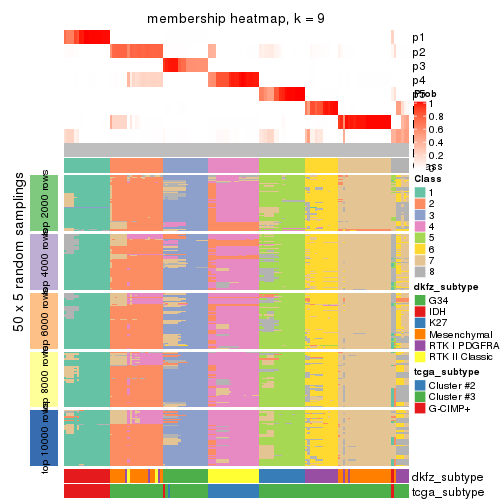 membership heatmap, k = 9
p1
p2
p3
p4
Prob
1
0.8
0.6
0.4
0.2
0
Class
1
2
3
4
5
6
7
8
dkfz_subtype
G34
IDH
K27
Mesenchymal
RTK I PDGFRA
RTK II Classic
tcga_subtype
Cluster #2
Cluster #3
G-CIMP+
50 x 5 random samplings
top 2000 rows
top 4000 rows
top 6000 rows
top 8000 rows
top 10000 rows
dkfz_subtype
tcga_subtype